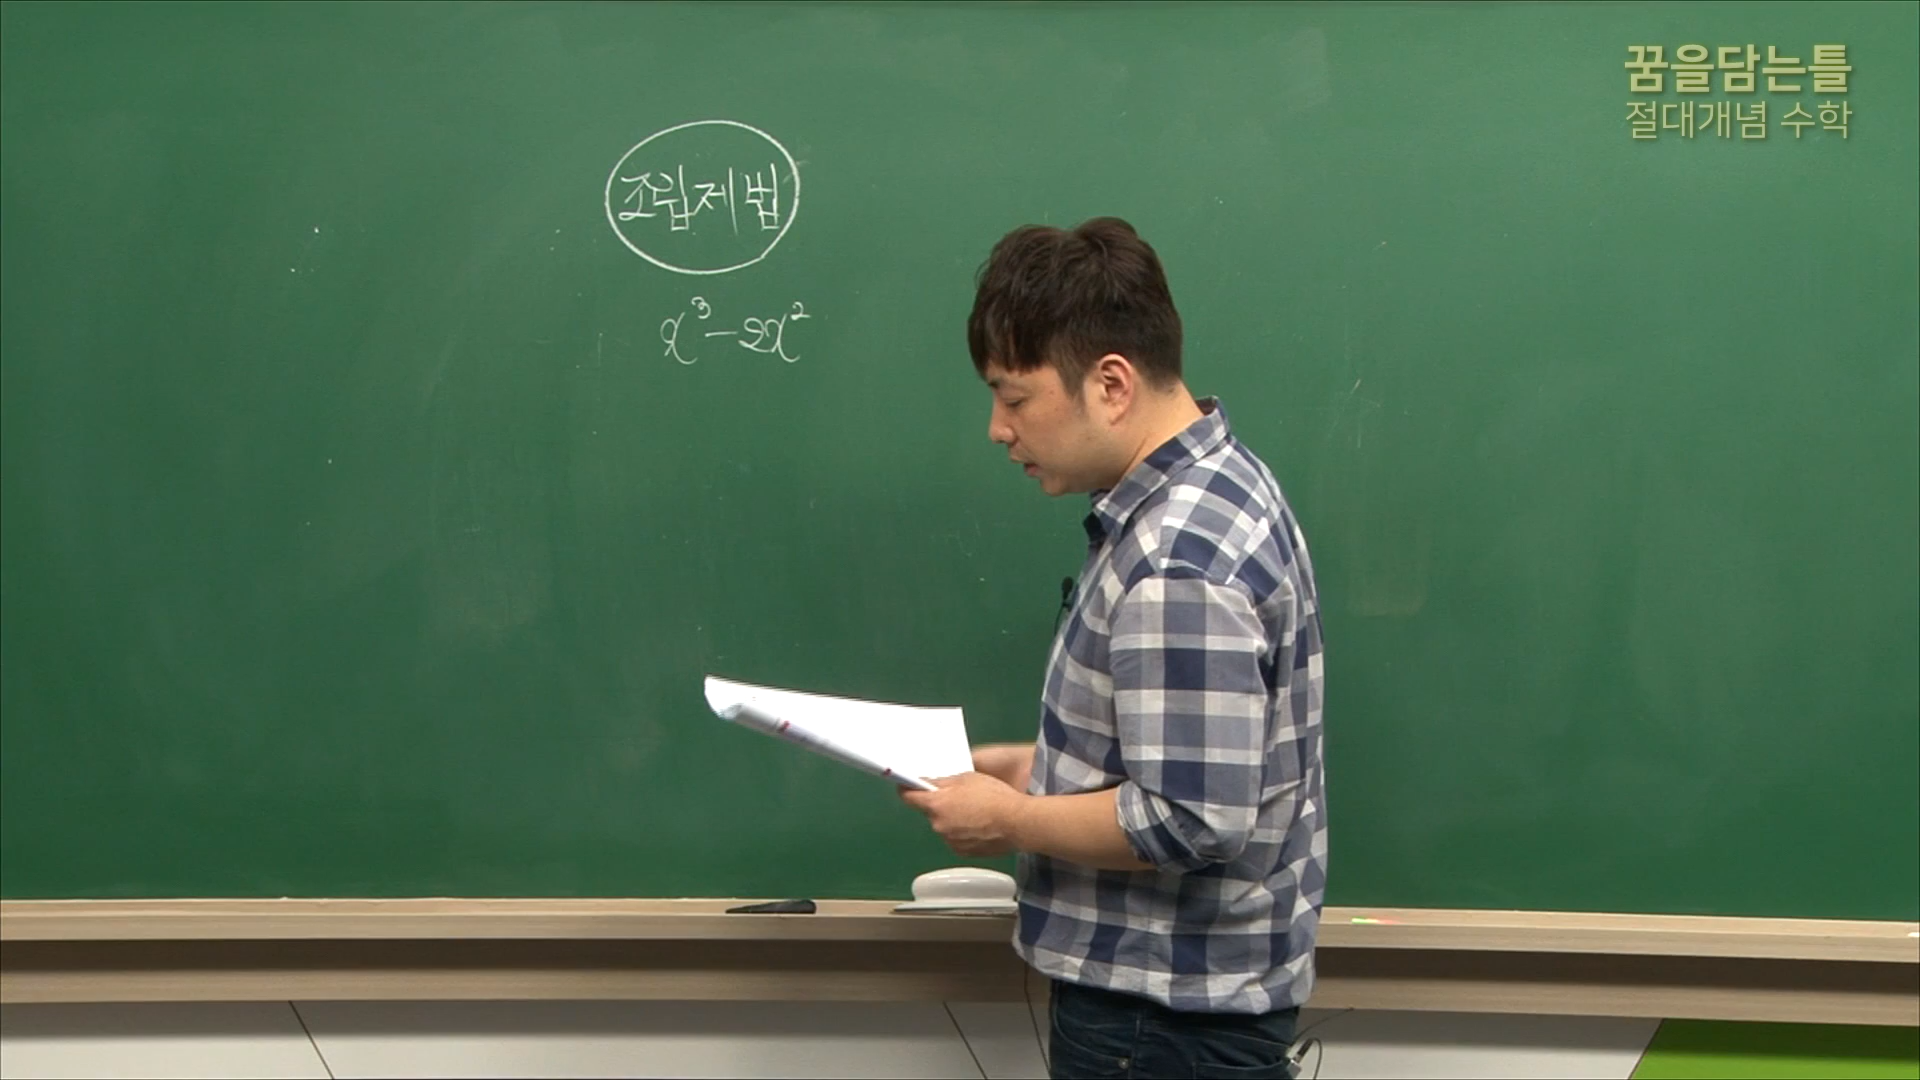 꿈을담는틀
절대개념 수학
조립제법
x³-2x²